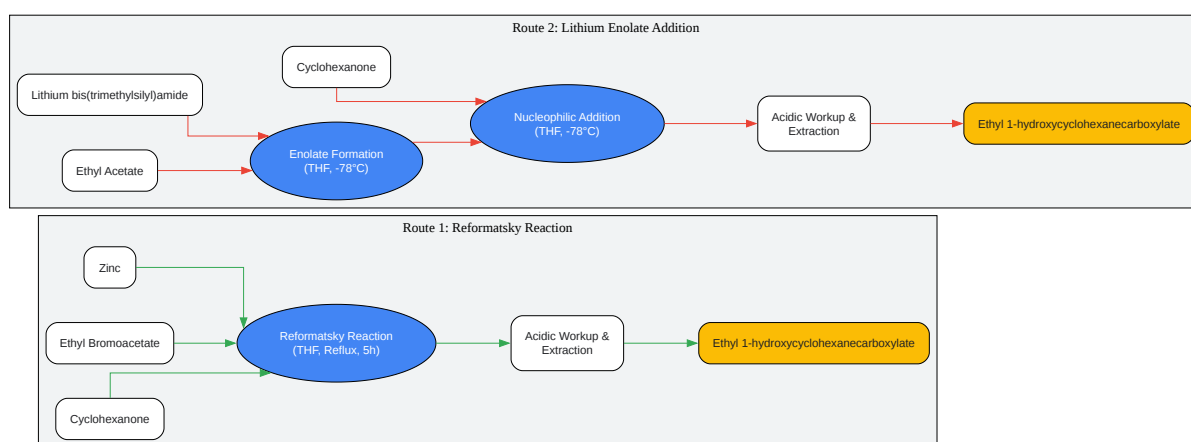 Route 2: Lithium Enolate Addition
Cyclohexanone
Lithium bis(trimethylsilyl)amide
Nucleophilic Addition
(THF, -78°C)
Acidic Workup &
Extraction
Ethyl 1-hydroxycyclohexanecarboxylate
Enolate Formation
(THF, -78°C)
Ethyl Acetate
Route 1: Reformatsky Reaction
Zinc
Ethyl Bromoacetate
Reformatsky Reaction
(THF, Reflux, 5h)
Acidic Workup &
Extraction
Ethyl 1-hydroxycyclohexanecarboxylate
Cyclohexanone